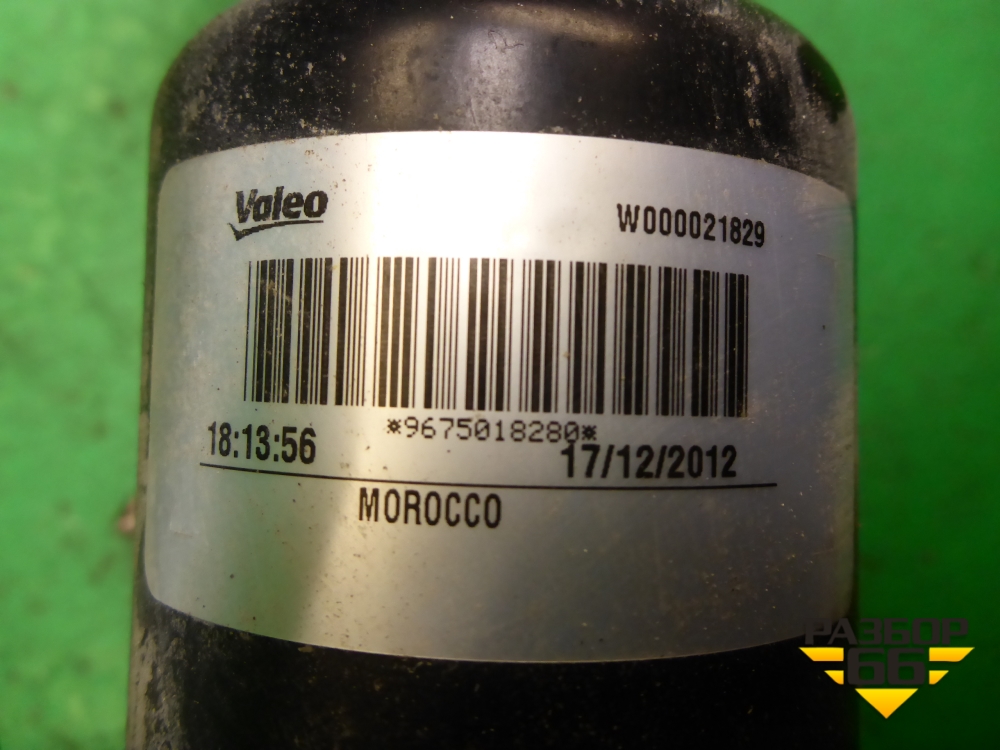 Valeo
W000021829
*9675018280*
18:13:56
17/12/2012
MOROCCO
РАЗБОР
66